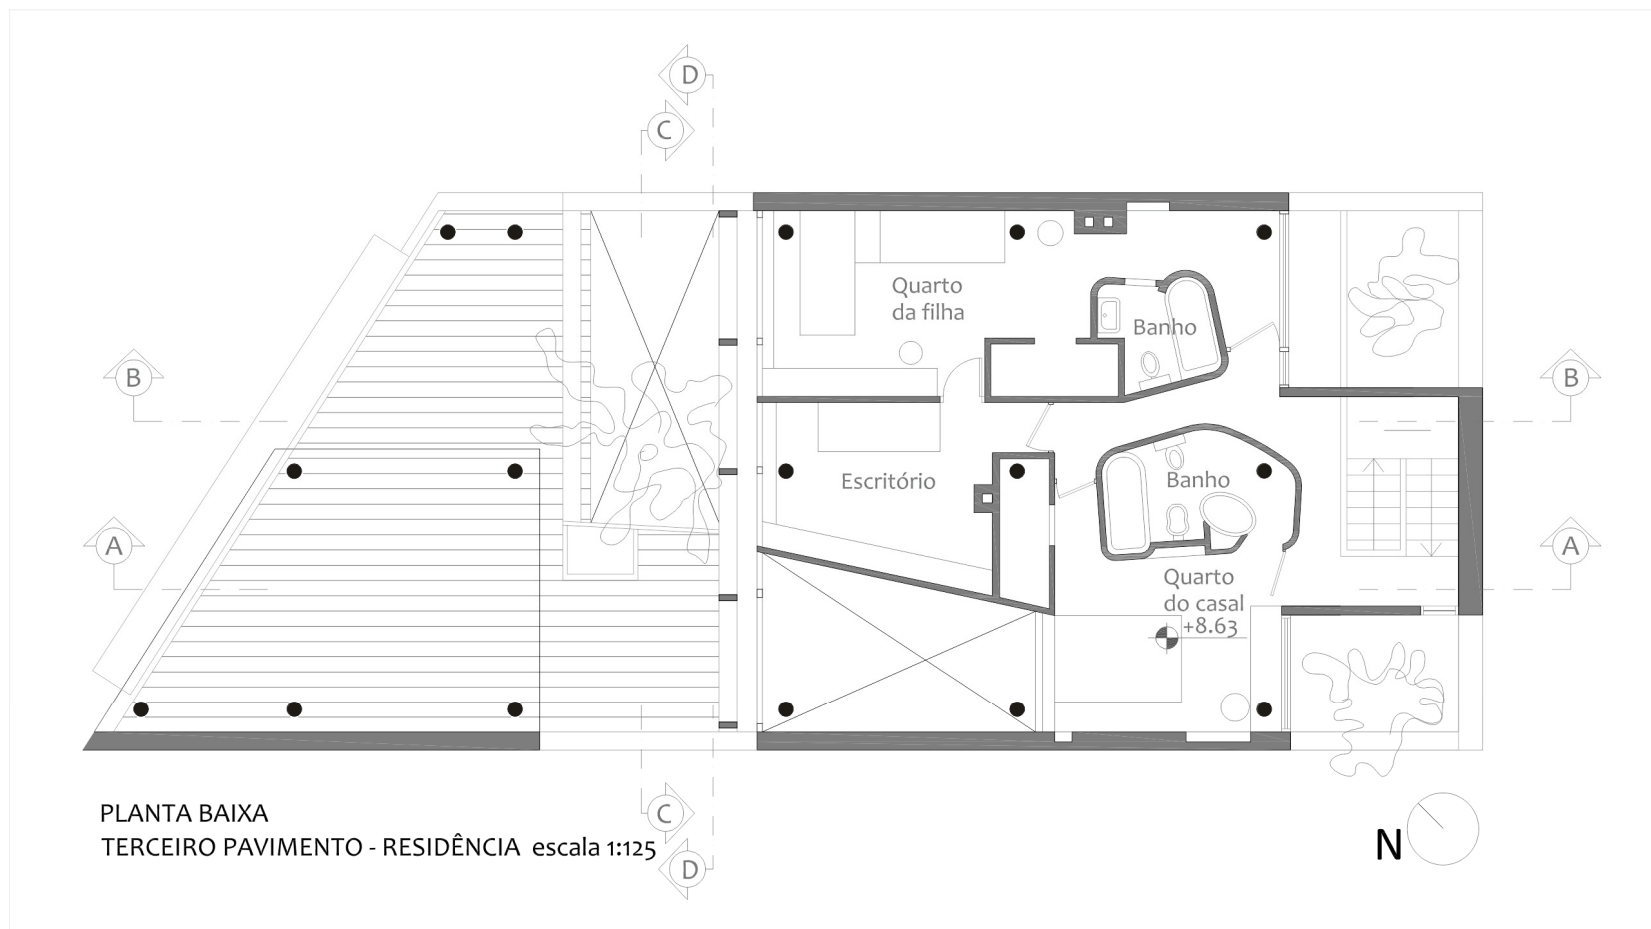 D
C
Quarto
da filha
Banho
B
B
Escritório
Banho
A
A
Quarto
do casal
+8.63
PLANTA BAIXA
C
TERCEIRO PAVIMENTO - RESIDÊNCIA escala 1:125
N
D